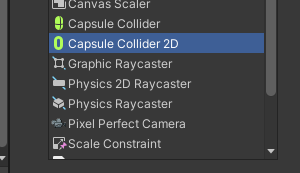 Canvas Scaler
Capsule Collider
Capsule Collider 2D
Graphic Raycaster
Physics 2D Raycaster
Physics Raycaster
Pixel Perfect Camera
Scale Constraint